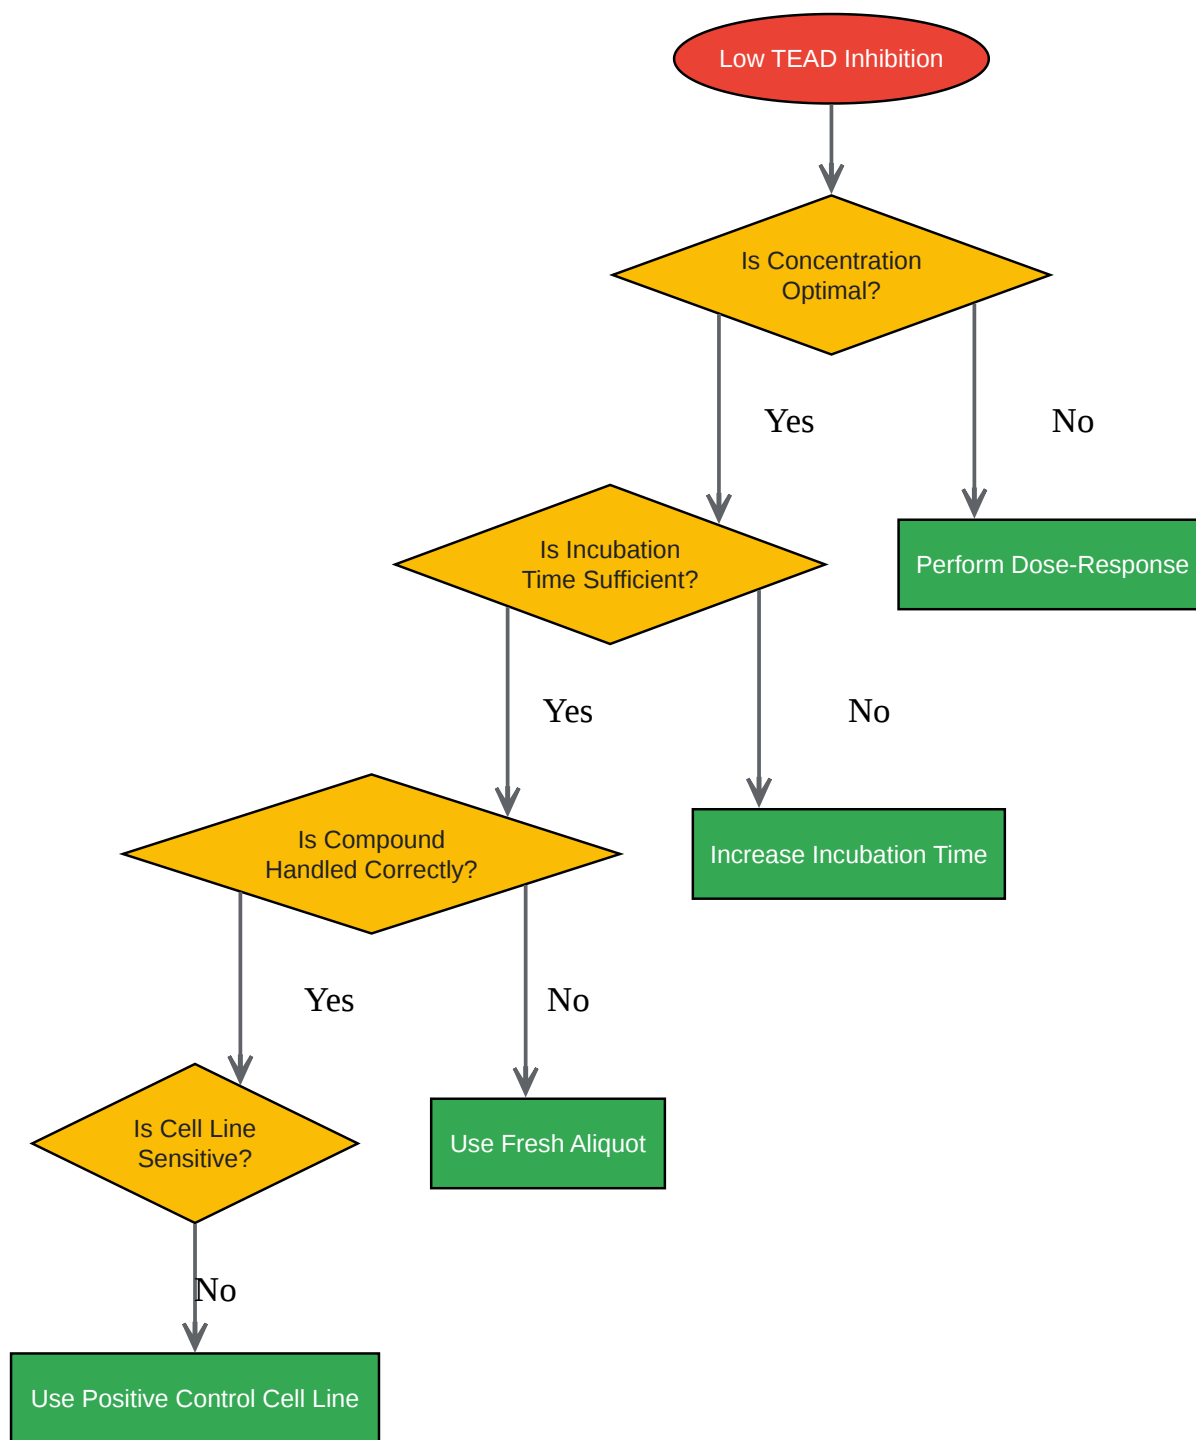 Low TEAD Inhibition
Is Concentration
Optimal?
Yes
No
Is Incubation
Time Sufficient?
Perform Dose-Response
Yes
No
Is Compound
Handled Correctly?
Increase Incubation Time
Yes
No
Is Cell Line
Sensitive?
Use Fresh Aliquot
No
Use Positive Control Cell Line